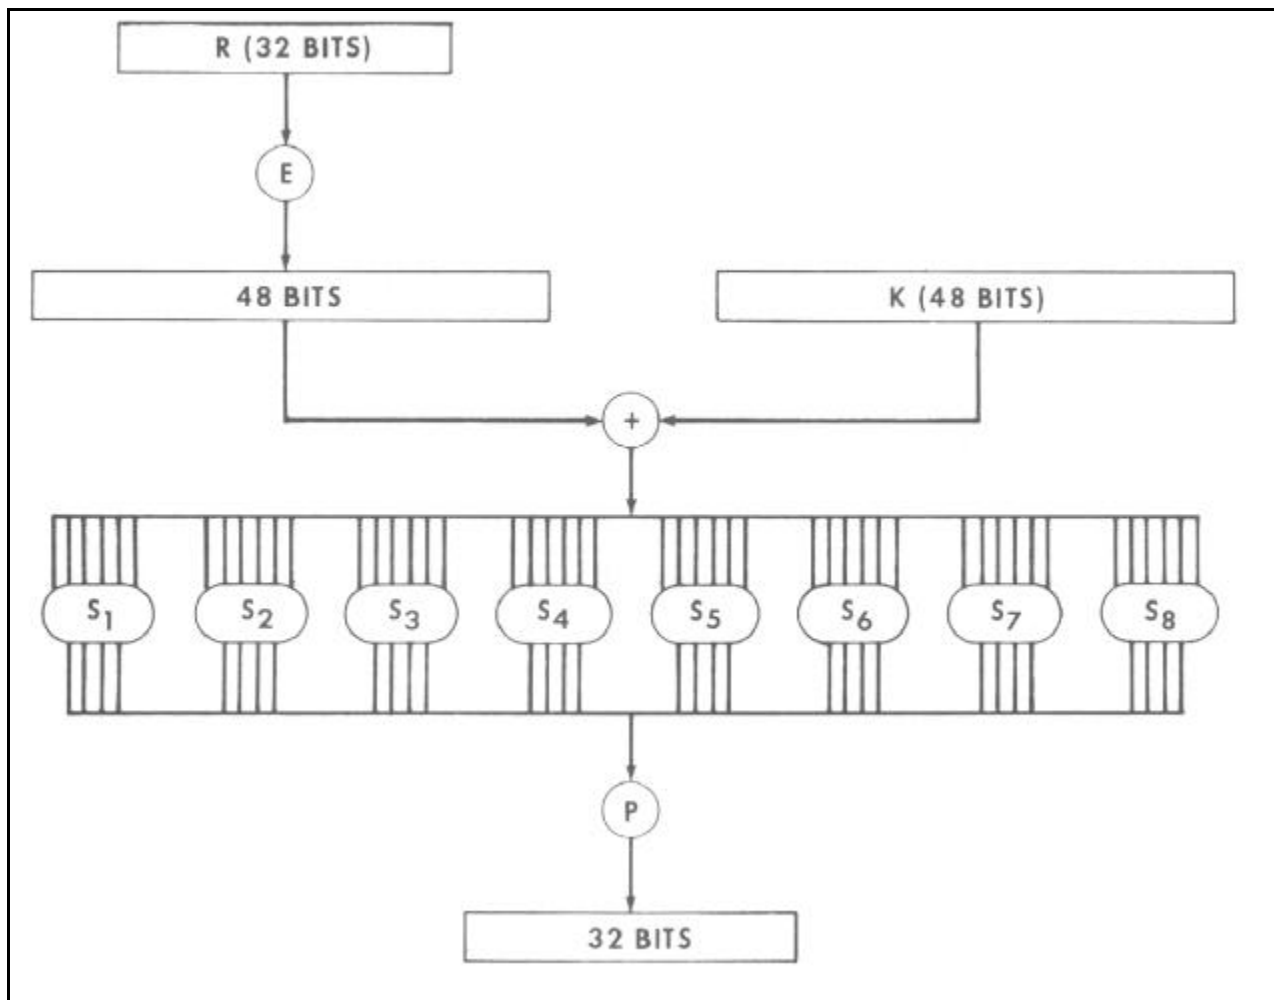 R (32 BITS)
E
48 BITS
K (48 BITS)
+
S1 S2 S3 S4 S5 S6 S7 S8
P
32 BITS